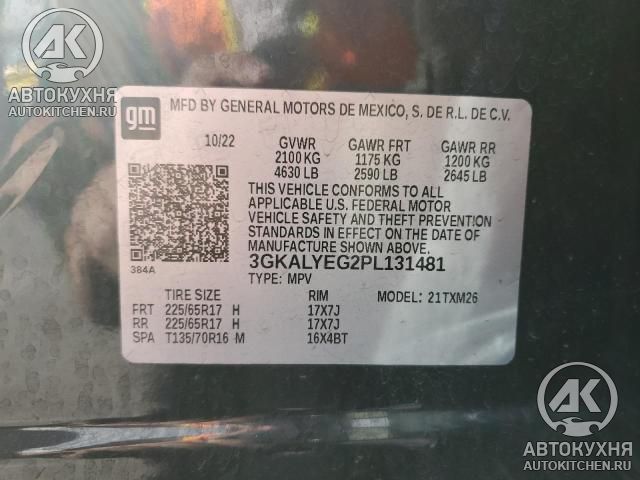 АК
АВТОКУХНЯ
AUTOKITCHEN.RU
gm MFD BY GENERAL MOTORS DE MEXICO, S. DE R.L. DE C.V.
10/22 GVWR GAWR FRT GAWR RR
2100 KG 1175 KG 1200 KG
4630 LB 2590 LB 2645 LB
THIS VEHICLE CONFORMS TO ALL
APPLICABLE U.S. FEDERAL MOTOR
VEHICLE SAFETY AND THEFT PREVENTION
STANDARDS IN EFFECT ON THE DATE
OF MANUFACTURE SHOWN ABOVE.
384A 3GKALYEG2PL131481
TYPE: MPV
TIRE SIZE RIM MODEL: 21TXM26
FRT 225/65R17 H 17X7J
RR 225/65R17 H 17X7J
SPA T135/70R16 M 16X4BT
АК
АВТОКУХНЯ
AUTOKITCHEN.RU